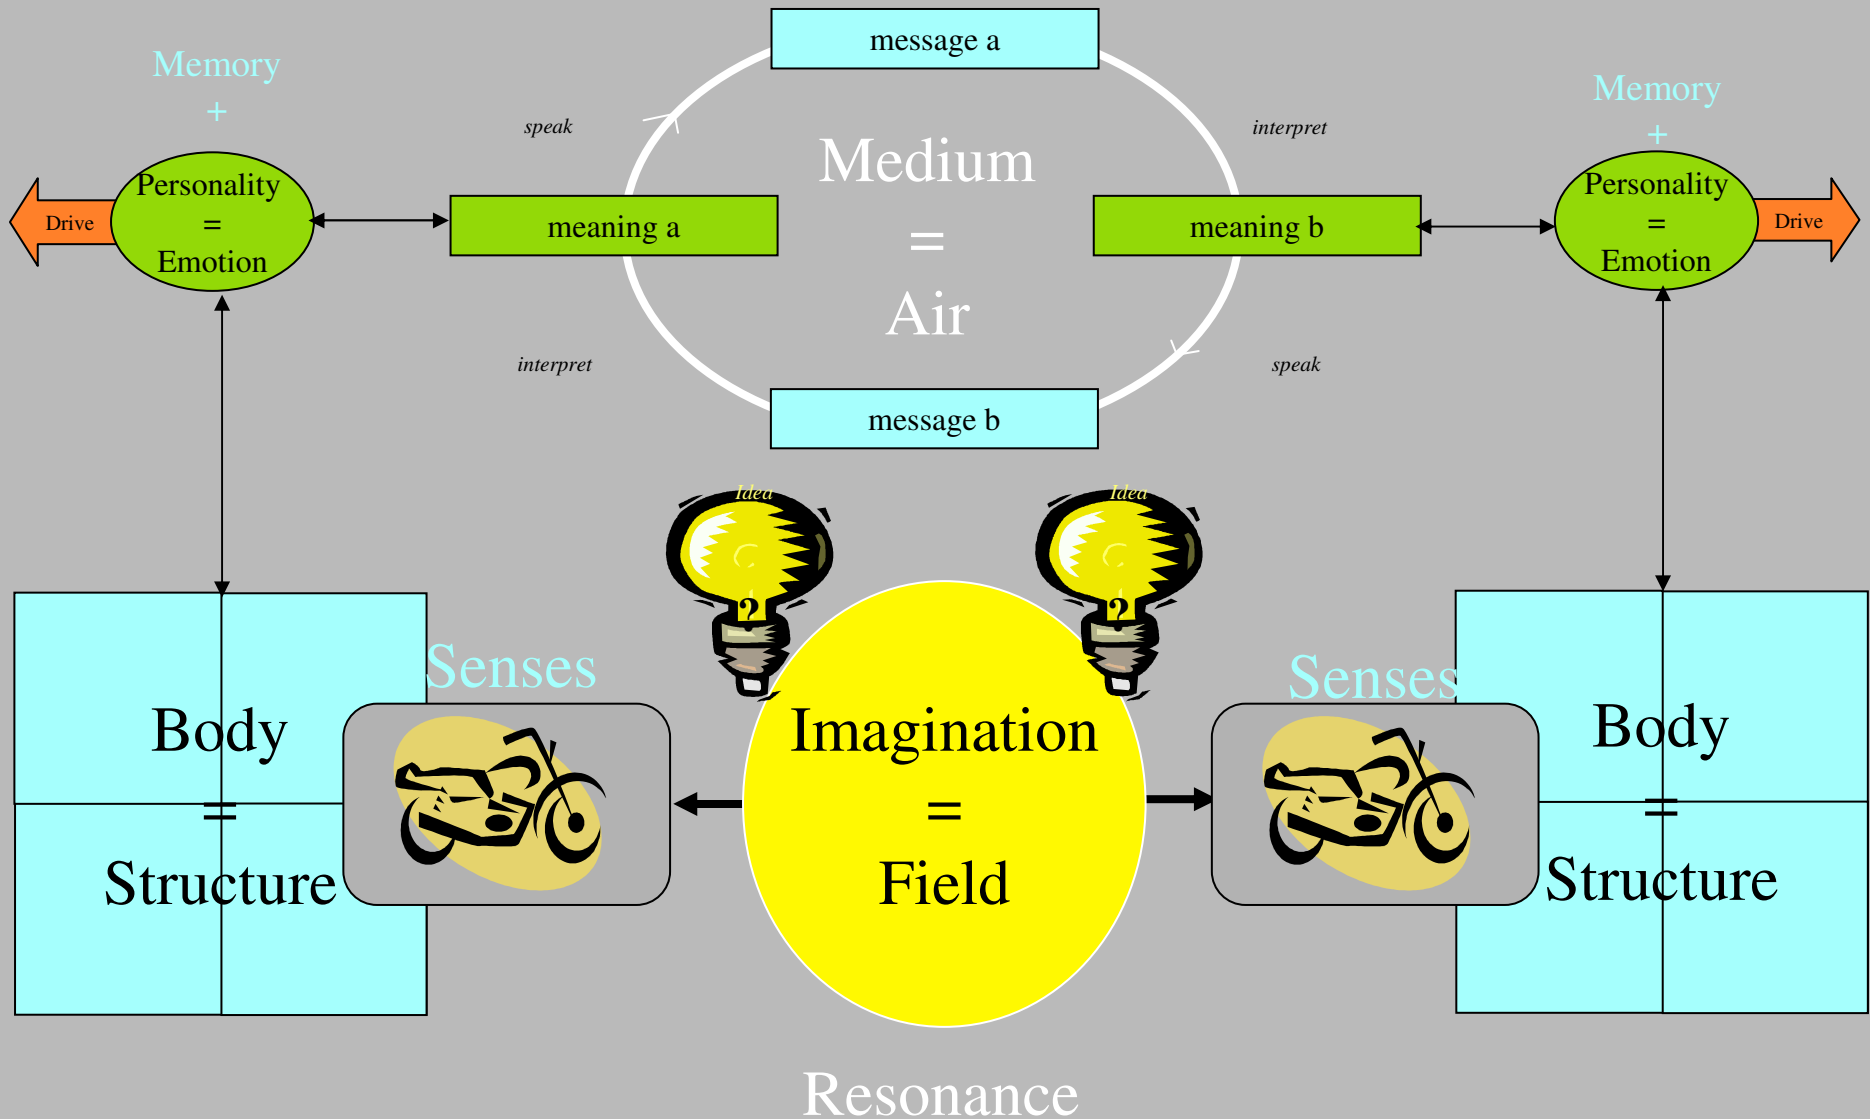 message a
Memory
+
Memory
+
speak
interpret
Medium
=
Air
Personality
=
Emotion
Drive
meaning a
meaning b
Personality
=
Emotion
Drive
interpret
speak
message b
Idea
?
Idea
?
Senses
Senses
Body
=
Structure
Imagination
=
Field
Body
=
Structure
Resonance